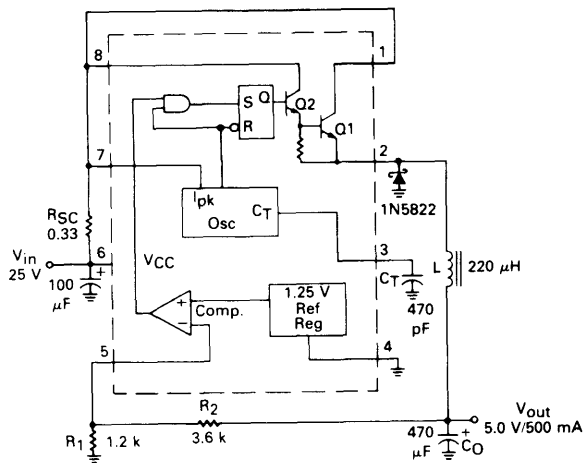 8
1
S Q
Q2
R
Q1
7
2
Ipk
Osc
CT
1N5822
RSC
0.33
Vin
25 V
6
VCC
3
CT
L
220 μH
100
μF
+
470
pF
+
Comp.
−
1.25 V
Ref
Reg
5
4
R2
3.6 k
R1
1.2 k
Vout
5.0 V/500 mA
470
μF
+
CO